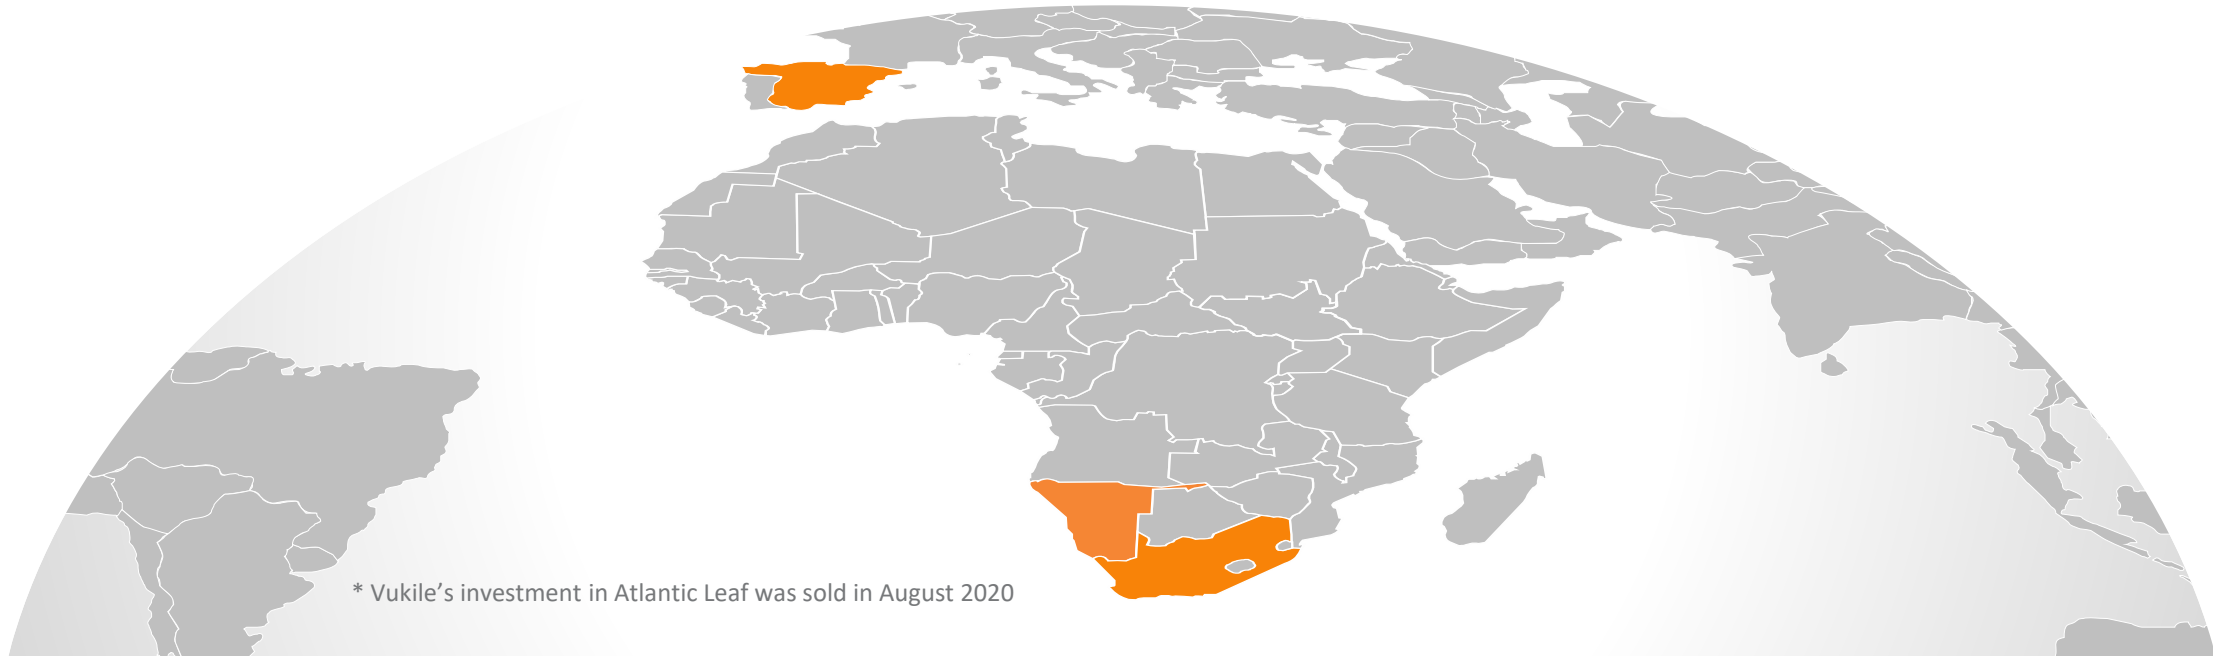 * Vukile’s investment in Atlantic Leaf was sold in August 2020